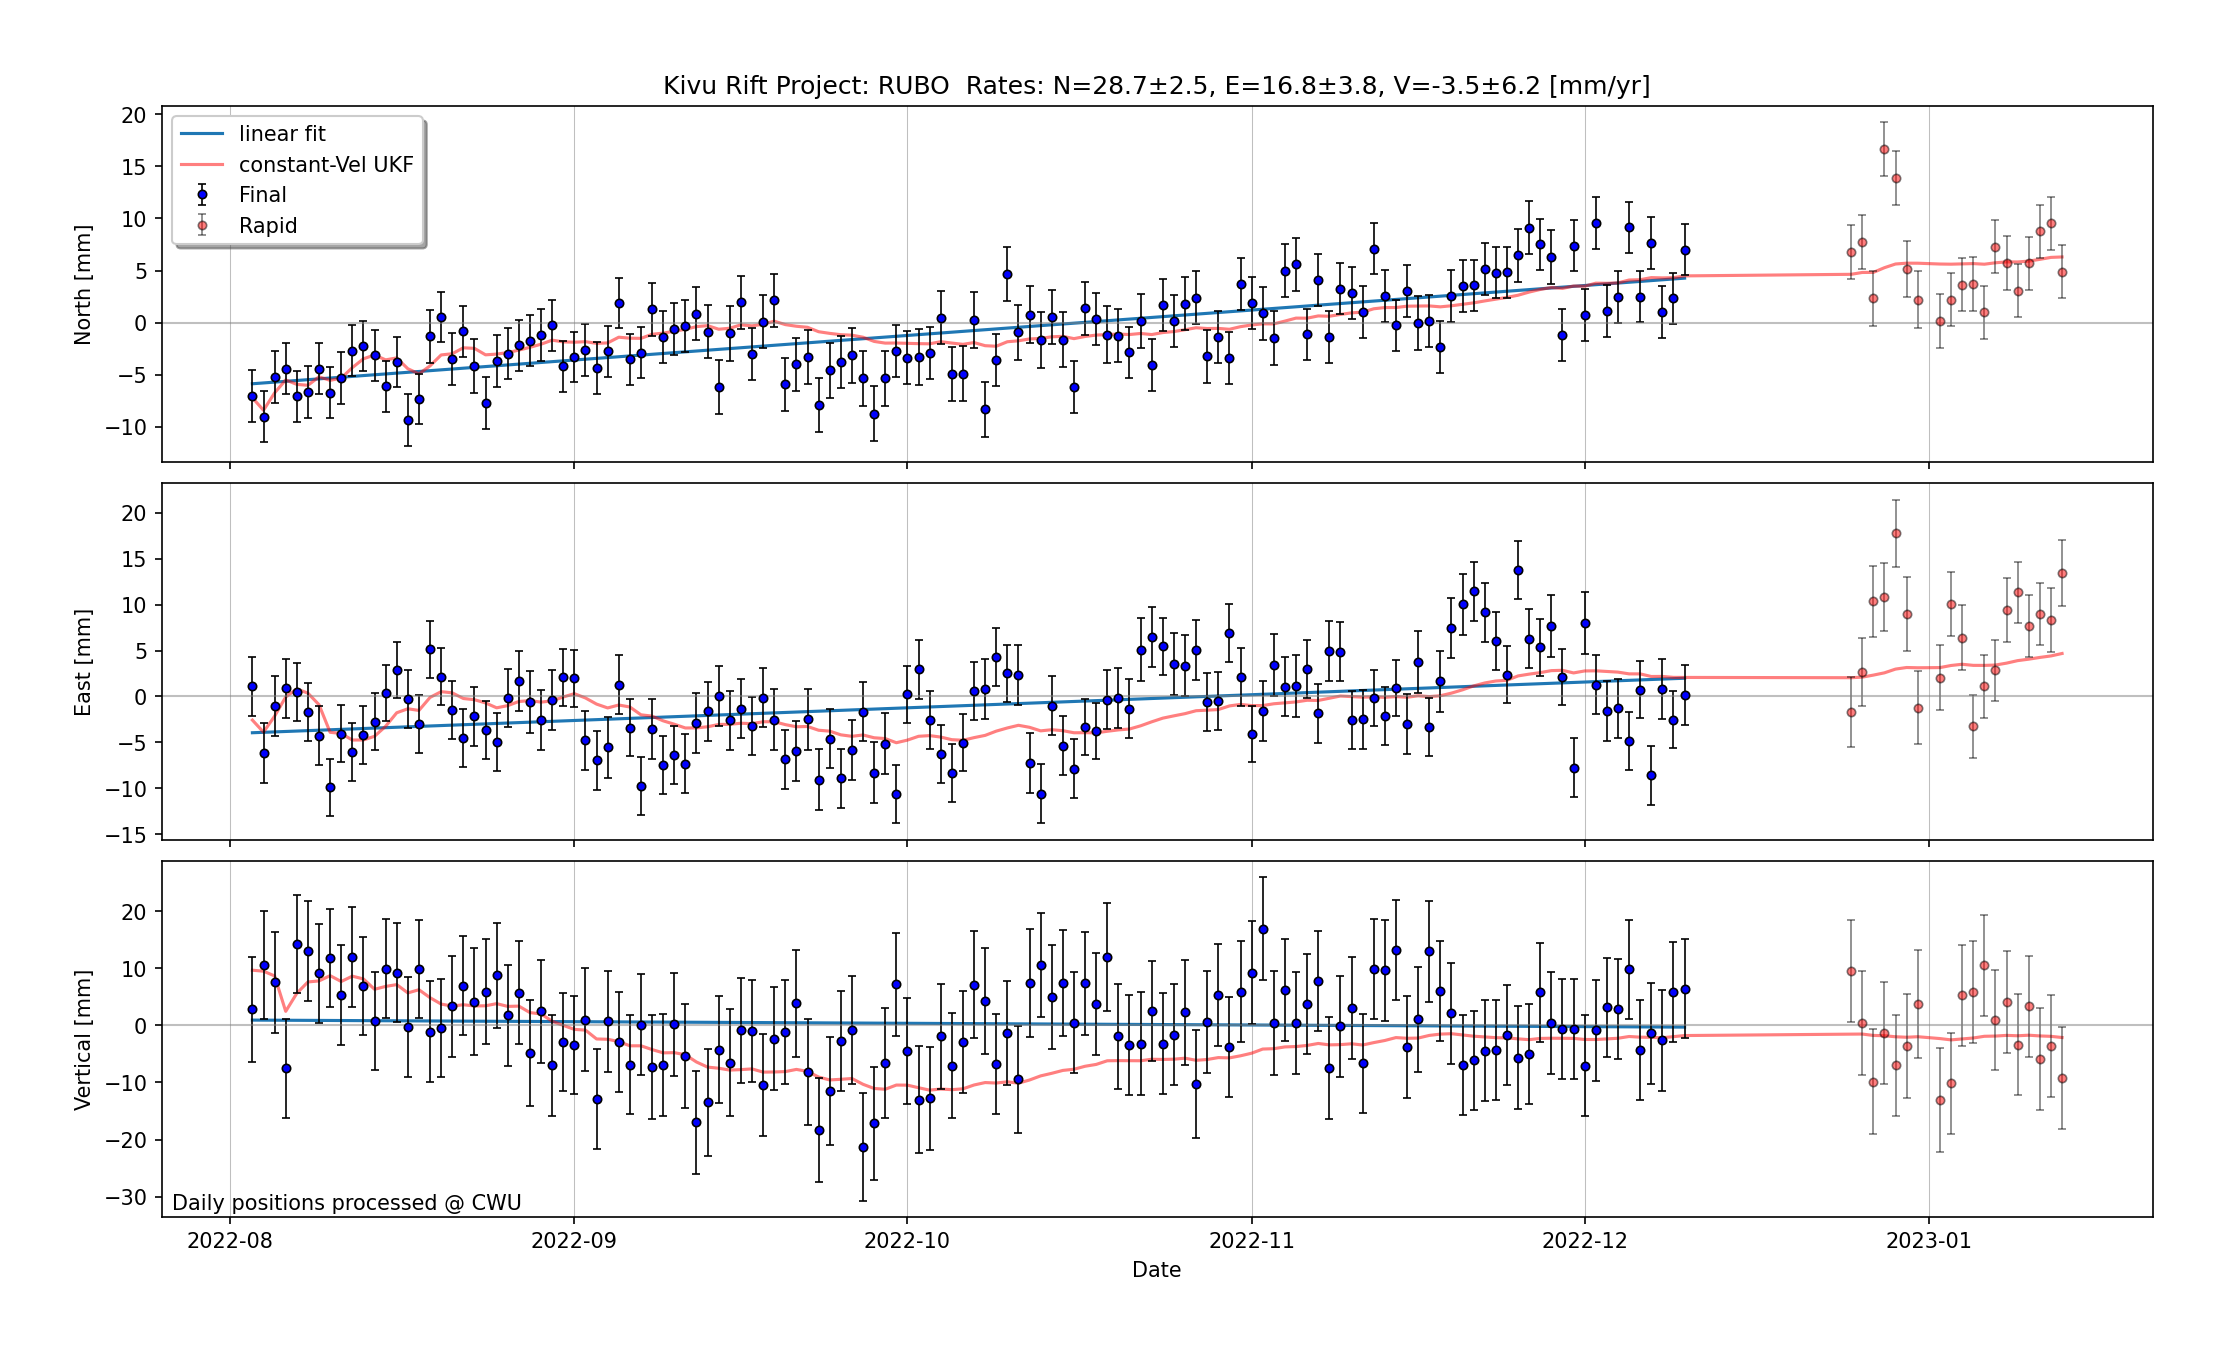 Kivu Rift Project: RUBO  Rates: N=28.7±2.5, E=16.8±3.8, V=-3.5±6.2 [mm/yr]
linear fit
constant-Vel UKF
Final
Rapid
North [mm]
20
15
10
5
0
−5
−10
East [mm]
20
15
10
5
0
−5
−10
−15
Vertical [mm]
20
10
0
−10
−20
−30
Daily positions processed @ CWU
2022-08 2022-09 2022-10 2022-11 2022-12 2023-01
Date